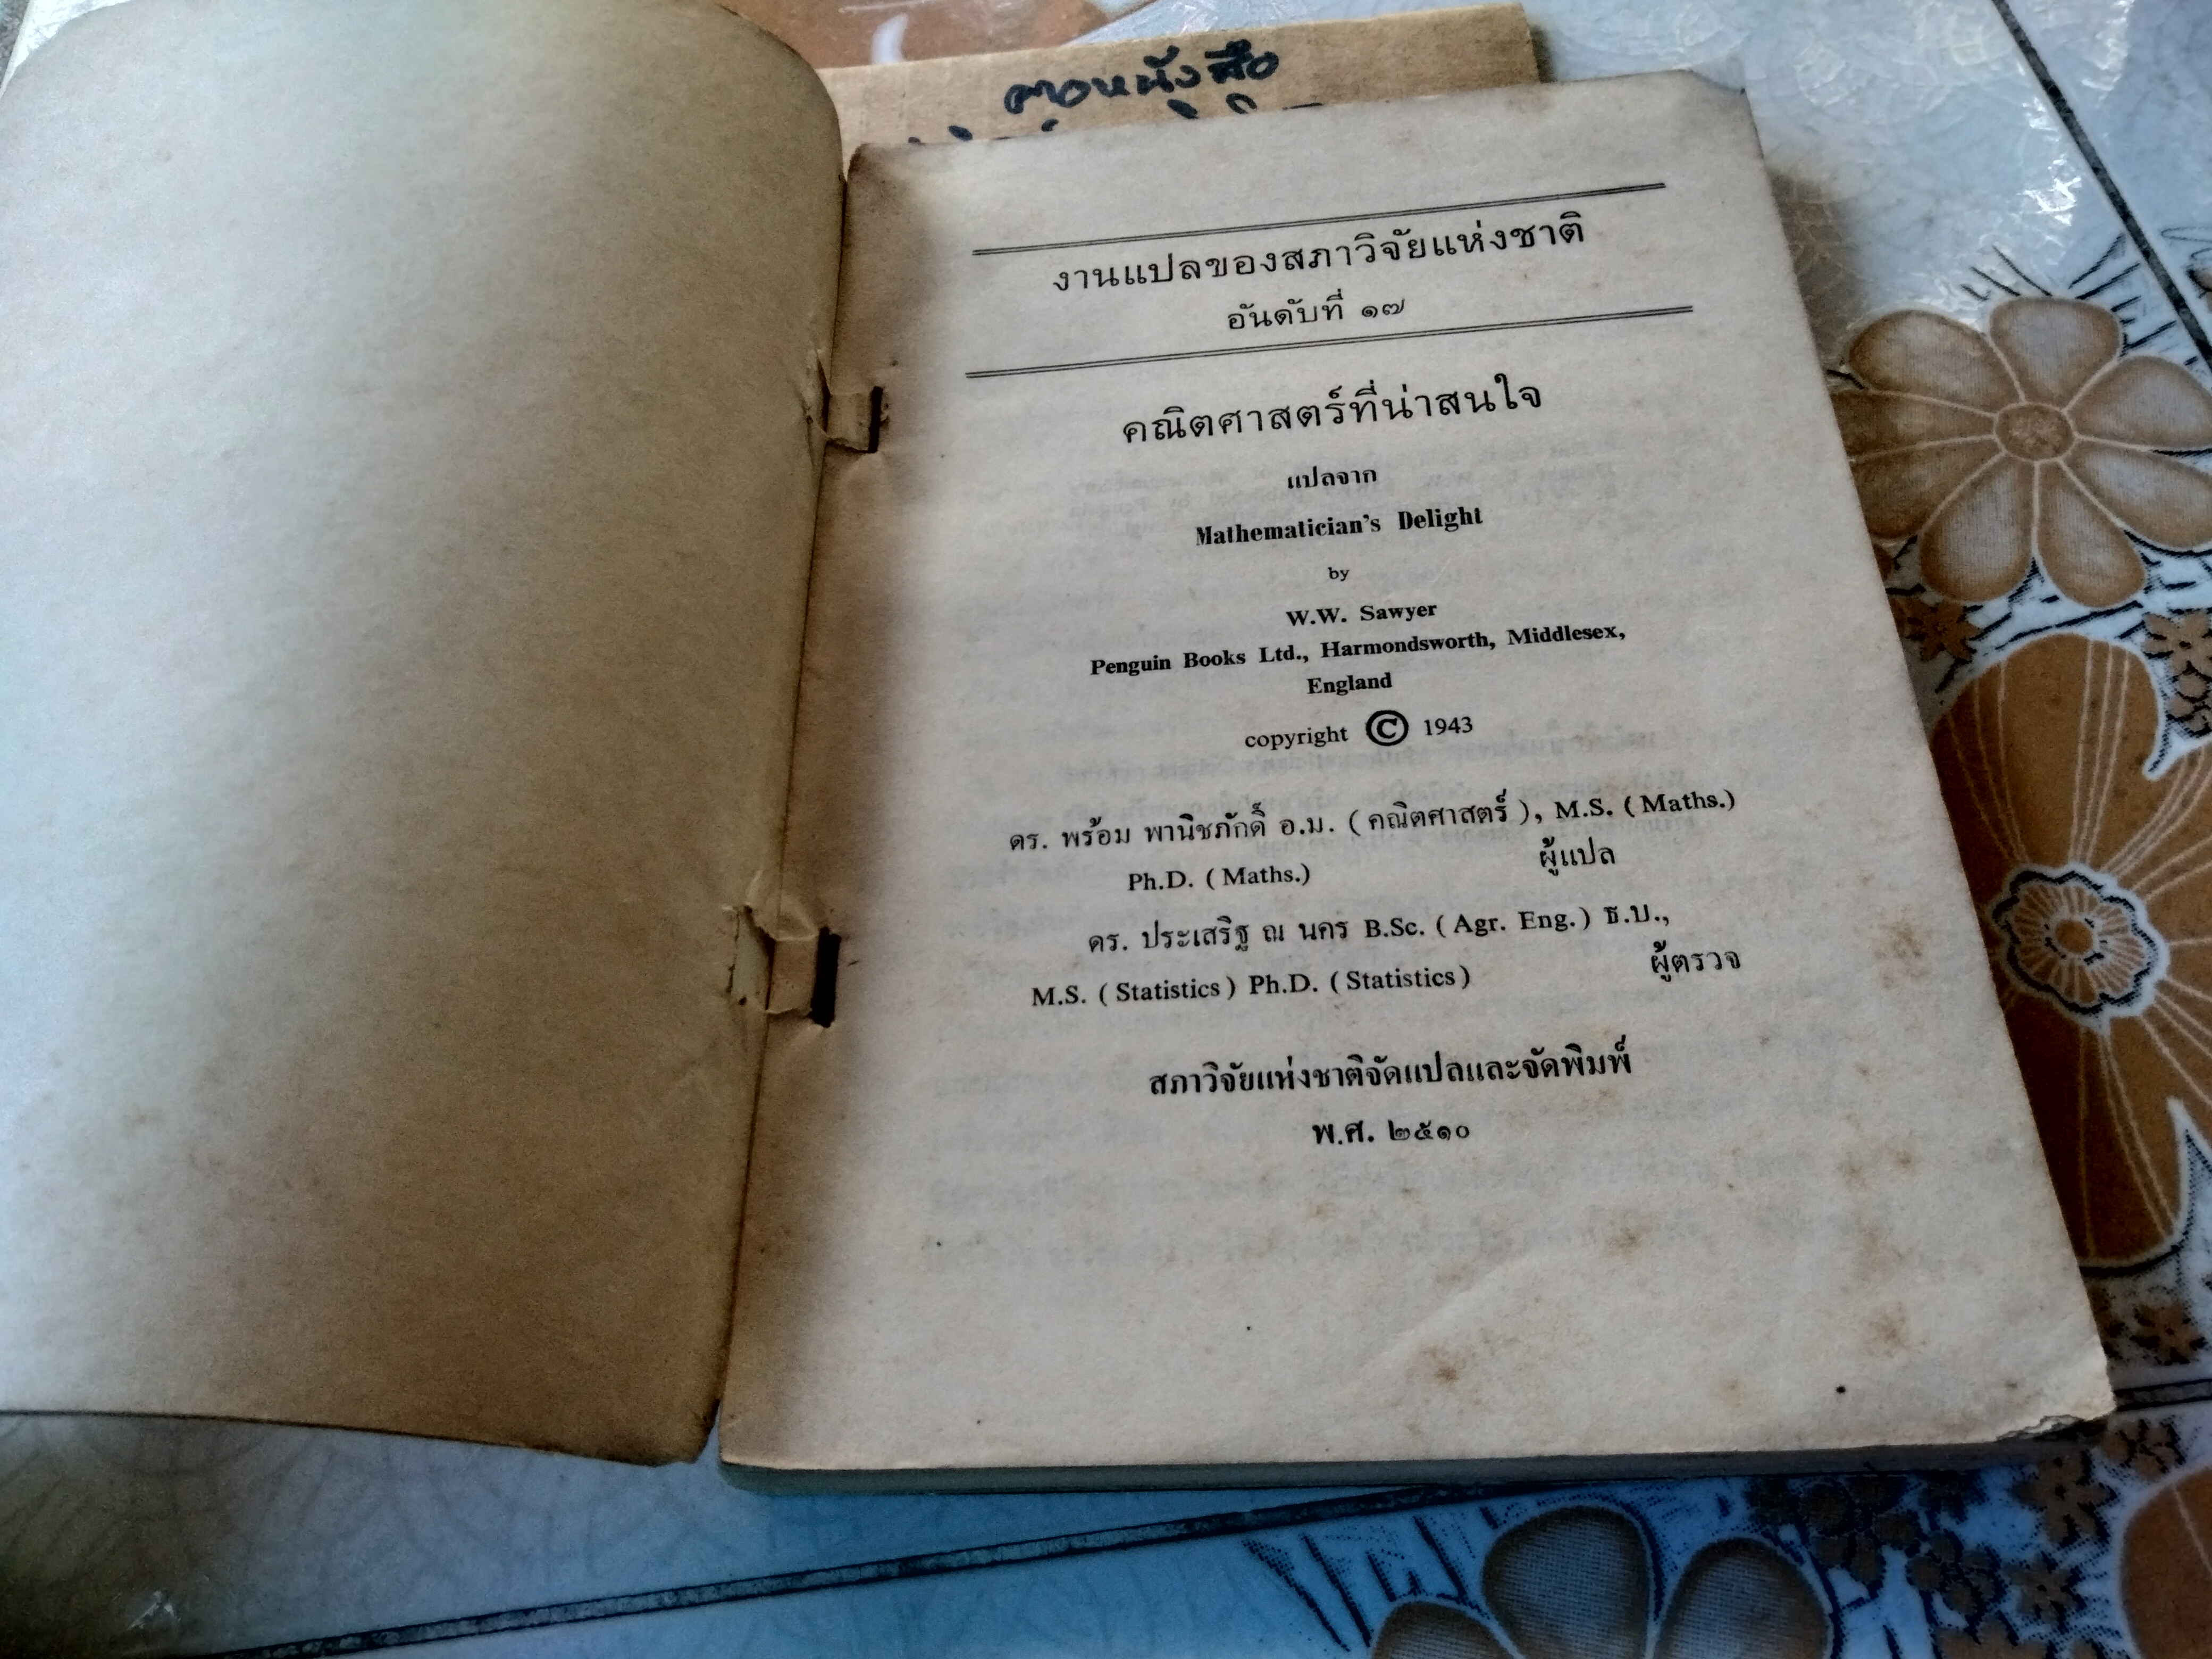 หนังสือ
งานแปลของสภาวิจัยแห่งชาติ
อันดับที่ ๑๗
คณิตศาสตร์ที่น่าสนใจ
แปลจาก
Mathematician's Delight
by
W.W. Sawyer
Penguin Books Ltd., Harmondsworth, Middlesex,
England
copyright © 1943
ดร. พร้อม พานิชภักดิ์ อ.ม. (คณิตศาสตร์), M.S. (Maths.)
Ph.D. (Maths.) ผู้แปล
ดร. ประเสริฐ ณ นคร B.Sc. (Agr. Eng.) ธ.บ.,
M.S. (Statistics) Ph.D. (Statistics) ผู้ตรวจ
สภาวิจัยแห่งชาติจัดแปลและจัดพิมพ์
พ.ศ. ๒๕๑๐